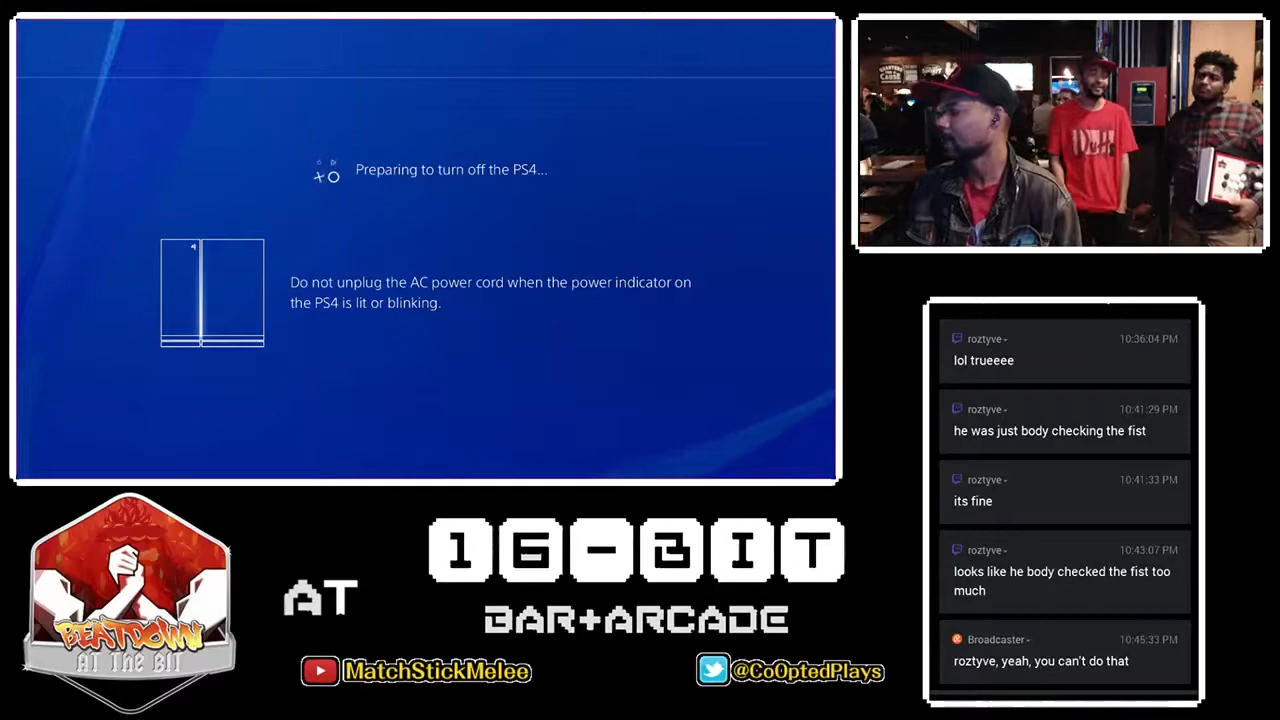 Preparing to turn off the PS4...
Do not unplug the AC power cord when the power indicator on
the PS4 is lit or blinking.
QUARTERS
CAUSE
Duff
roztyve
10:36:04 PM
lol trueeee
roztyve
10:41:29 PM
he was just body checking the fist
roztyve
10:41:33 PM
its fine
roztyve
10:43:07 PM
looks like he body checked the fist too
much
Broadcaster
10:45:33 PM
roztyve, yeah, you can't do that
BEATDOWN
AT THE BIT
AT
16-BIT
BAR+ARCADE
MatchStickMelee
@CoOptedPlays